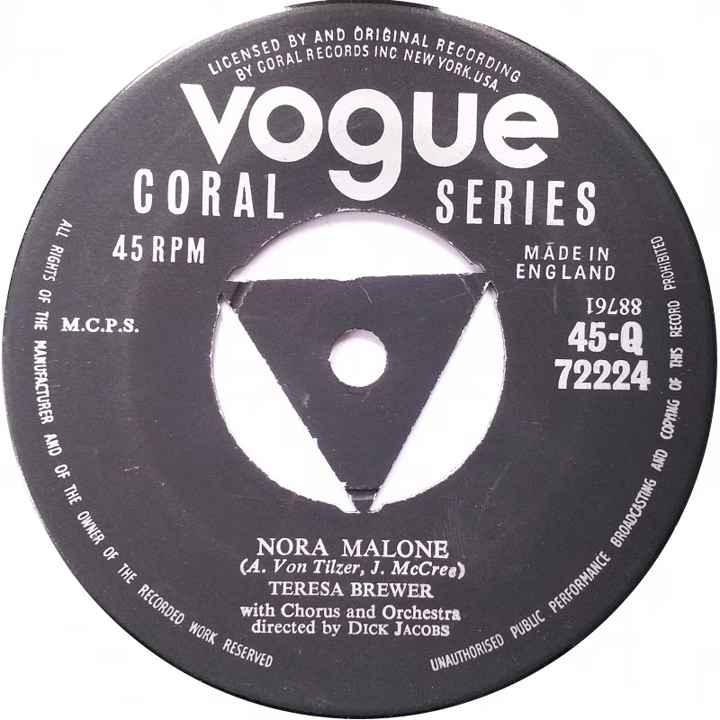 LICENSED BY AND ORIGINAL RECORDING
BY CORAL RECORDS INC. NEW YORK. USA.
vogue
CORAL SERIES
45 RPM
MADE IN
ENGLAND
88761
M.C.P.S.
45-Q
72224
NORA MALONE
(A. Von Tilzer, J. McCree)
TERESA BREWER
with Chorus and Orchestra
directed by DICK JACOBS
ALL RIGHTS OF THE MANUFACTURER AND OF THE OWNER OF THE RECORDED WORK RESERVED
UNAUTHORISED PUBLIC PERFORMANCE BROADCASTING AND COPYING OF THIS RECORD PROHIBITED